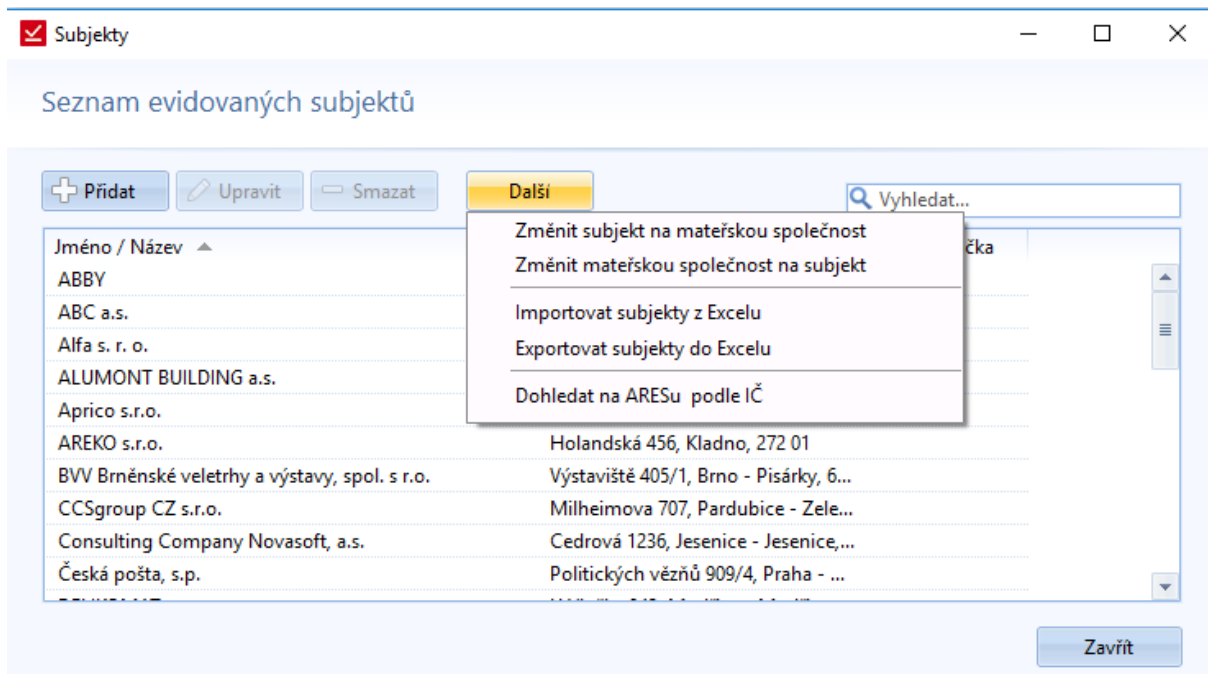 Subjekty
Seznam evidovaných subjektů
Přidat Upravit Smazat Další Vyhledat...
Jméno / Název čka
Změnit subjekt na mateřskou společnost
Změnit mateřskou společnost na subjekt
Importovat subjekty z Excelu
Exportovat subjekty do Excelu
Dohledat na ARESu podle IČ
ABBY
ABC a.s.
Alfa s. r. o.
ALUMONT BUILDING a.s.
Aprico s.r.o.
AREKO s.r.o. Holandská 456, Kladno, 272 01
BVV Brněnské veletrhy a výstavy, spol. s r.o. Výstaviště 405/1, Brno - Pisárky, 6...
CCSgroup CZ s.r.o. Milheimova 707, Pardubice - Zele...
Consulting Company Novasoft, a.s. Cedrová 1236, Jesenice - Jesenice,...
Česká pošta, s.p. Politických vězňů 909/4, Praha - ...
Zavřít